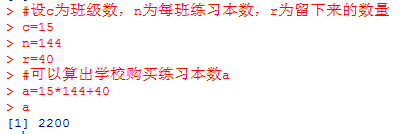 > #设c为班级数，n为每班练习本数，r为留下来的数量
> c=15
> n=144
> r=40
> #可以算出学校购买练习本数a
> a=15*144+40
> a
[1] 2200